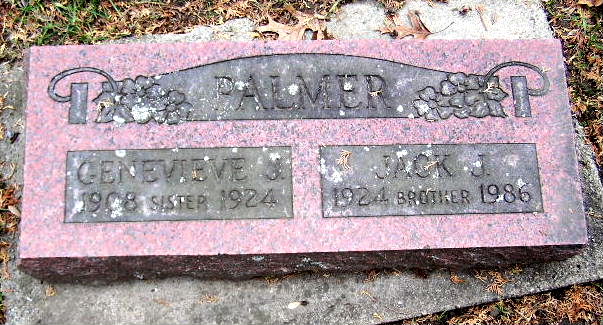 PALMER
GENEVIEVE J.
1908 SISTER 1924
JACK J.
1924 BROTHER 1986